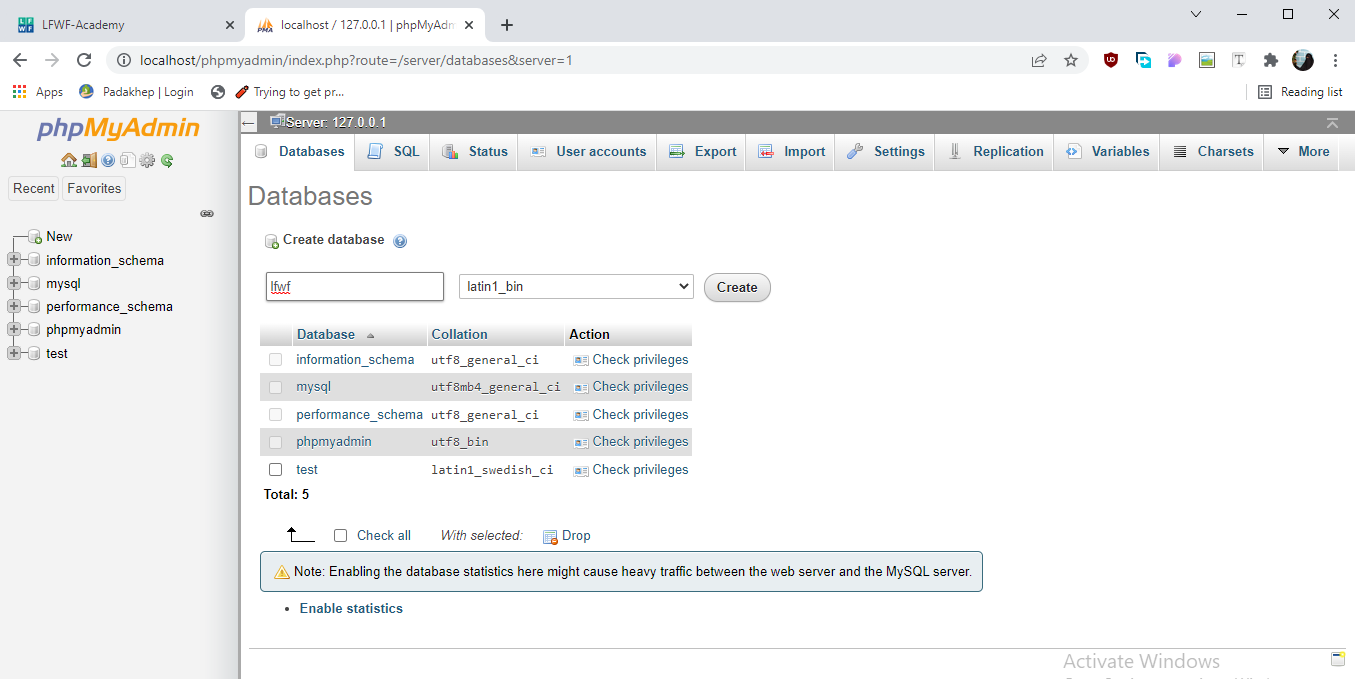 LFWF-Academy
localhost / 127.0.0.1 | phpMyAdm
localhost/phpmyadmin/index.php?route=/server/databases&server=1
Apps Padakhep | Login Trying to get pr... Reading list
phpMyAdmin
Recent Favorites
New
information_schema
mysql
performance_schema
phpmyadmin
test
Server: 127.0.0.1
Databases SQL Status User accounts Export Import Settings Replication Variables Charsets More
Databases
Create database
lfwf latin1_bin Create
Database Collation Action
information_schema utf8_general_ci Check privileges
mysql utf8mb4_general_ci Check privileges
performance_schema utf8_general_ci Check privileges
phpmyadmin utf8_bin Check privileges
test latin1_swedish_ci Check privileges
Total: 5
Check all With selected: Drop
Note: Enabling the database statistics here might cause heavy traffic between the web server and the MySQL server.
Enable statistics
Activate Windows